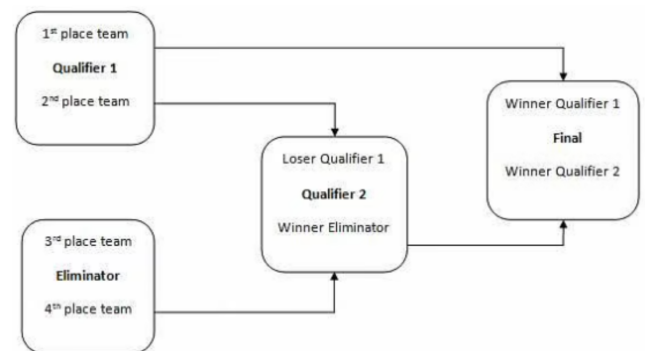 1st place team
Qualifier 1
2nd place team
Winner Qualifier 1
Final
Winner Qualifier 2
Loser Qualifier 1
Qualifier 2
Winner Eliminator
3rd place team
Eliminator
4th place team